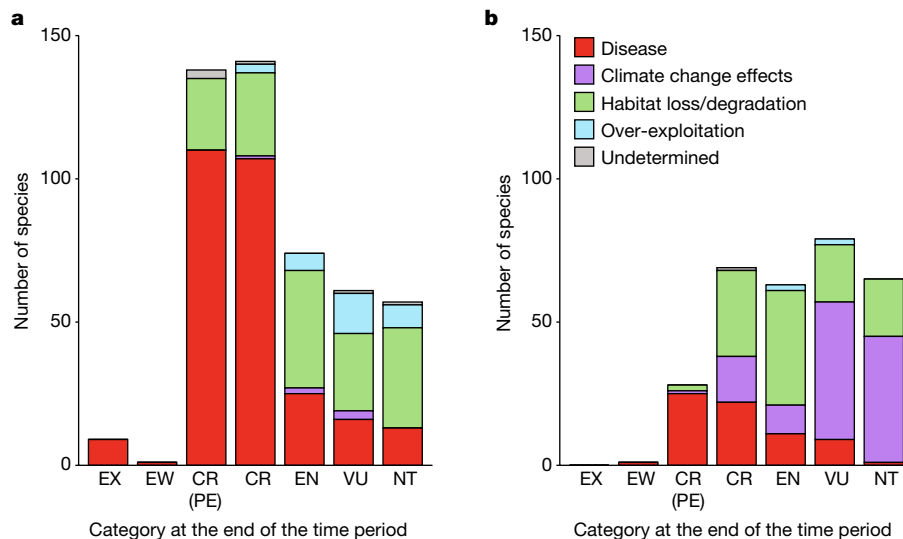 a
150
100
50
0
Number of species
EX EW CR CR EN VU NT
(PE)
Category at the end of the time period
b
150
100
50
0
Number of species
Disease
Climate change effects
Habitat loss/degradation
Over-exploitation
Undetermined
EX EW CR CR EN VU NT
(PE)
Category at the end of the time period